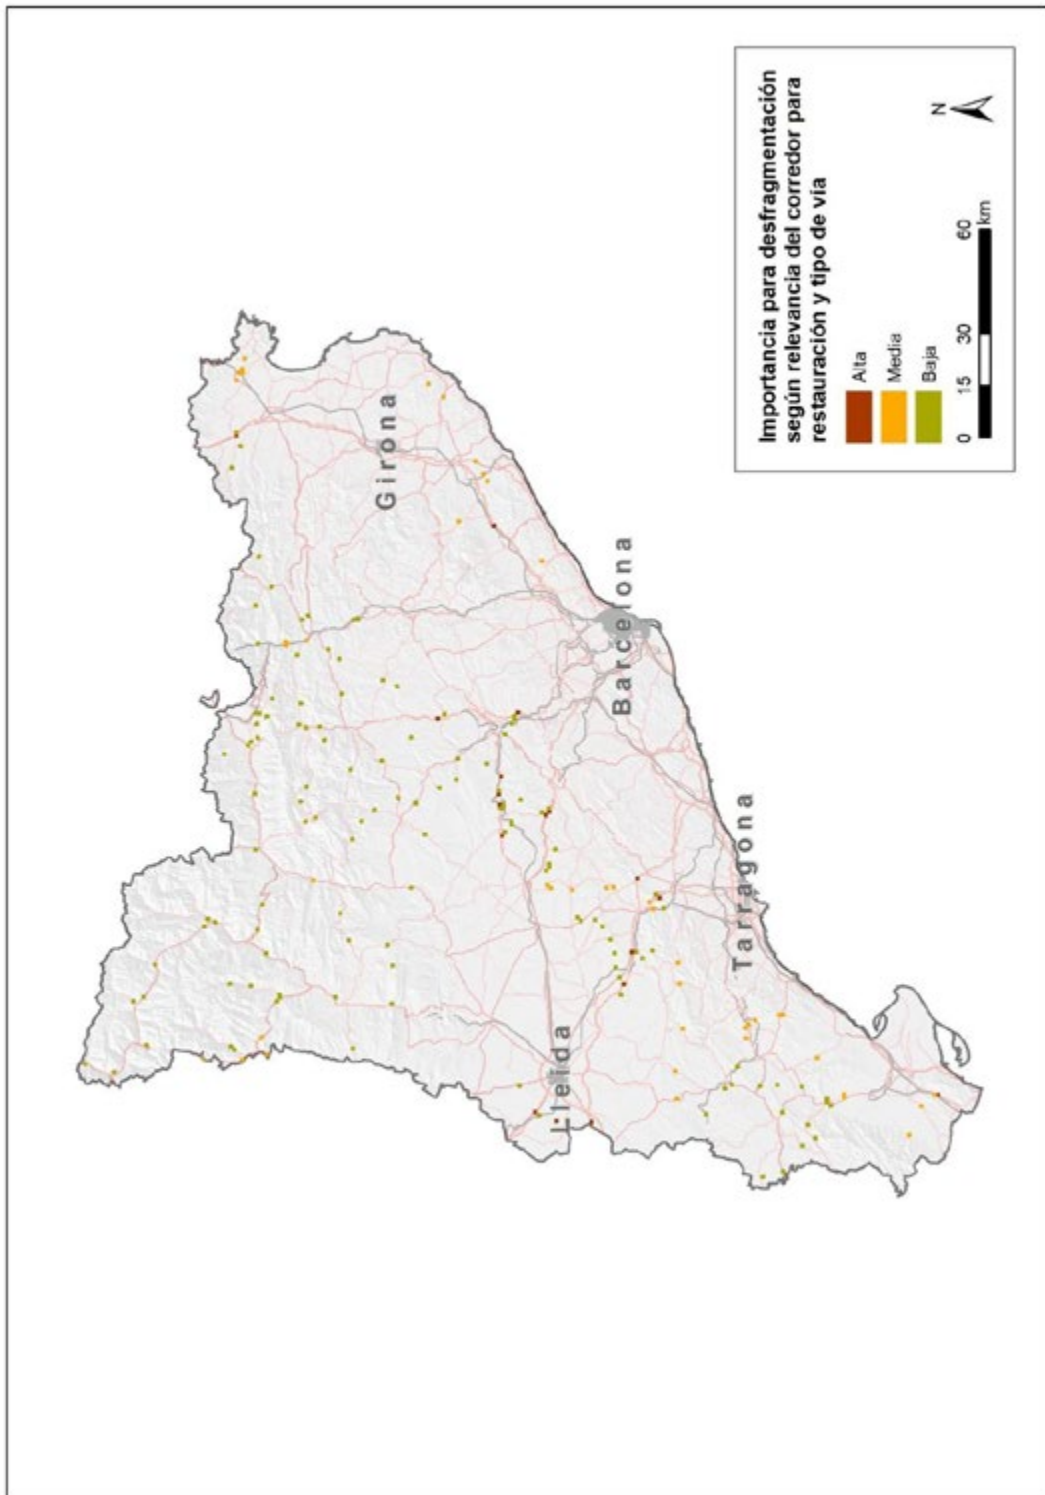 Girona
Lleida
Barcelona
Tarragona
Importancia para desfragmentación
según relevancia del corredor para
restauración y tipo de vía
Alta
Media
Baja
N
0 15 30 60
km